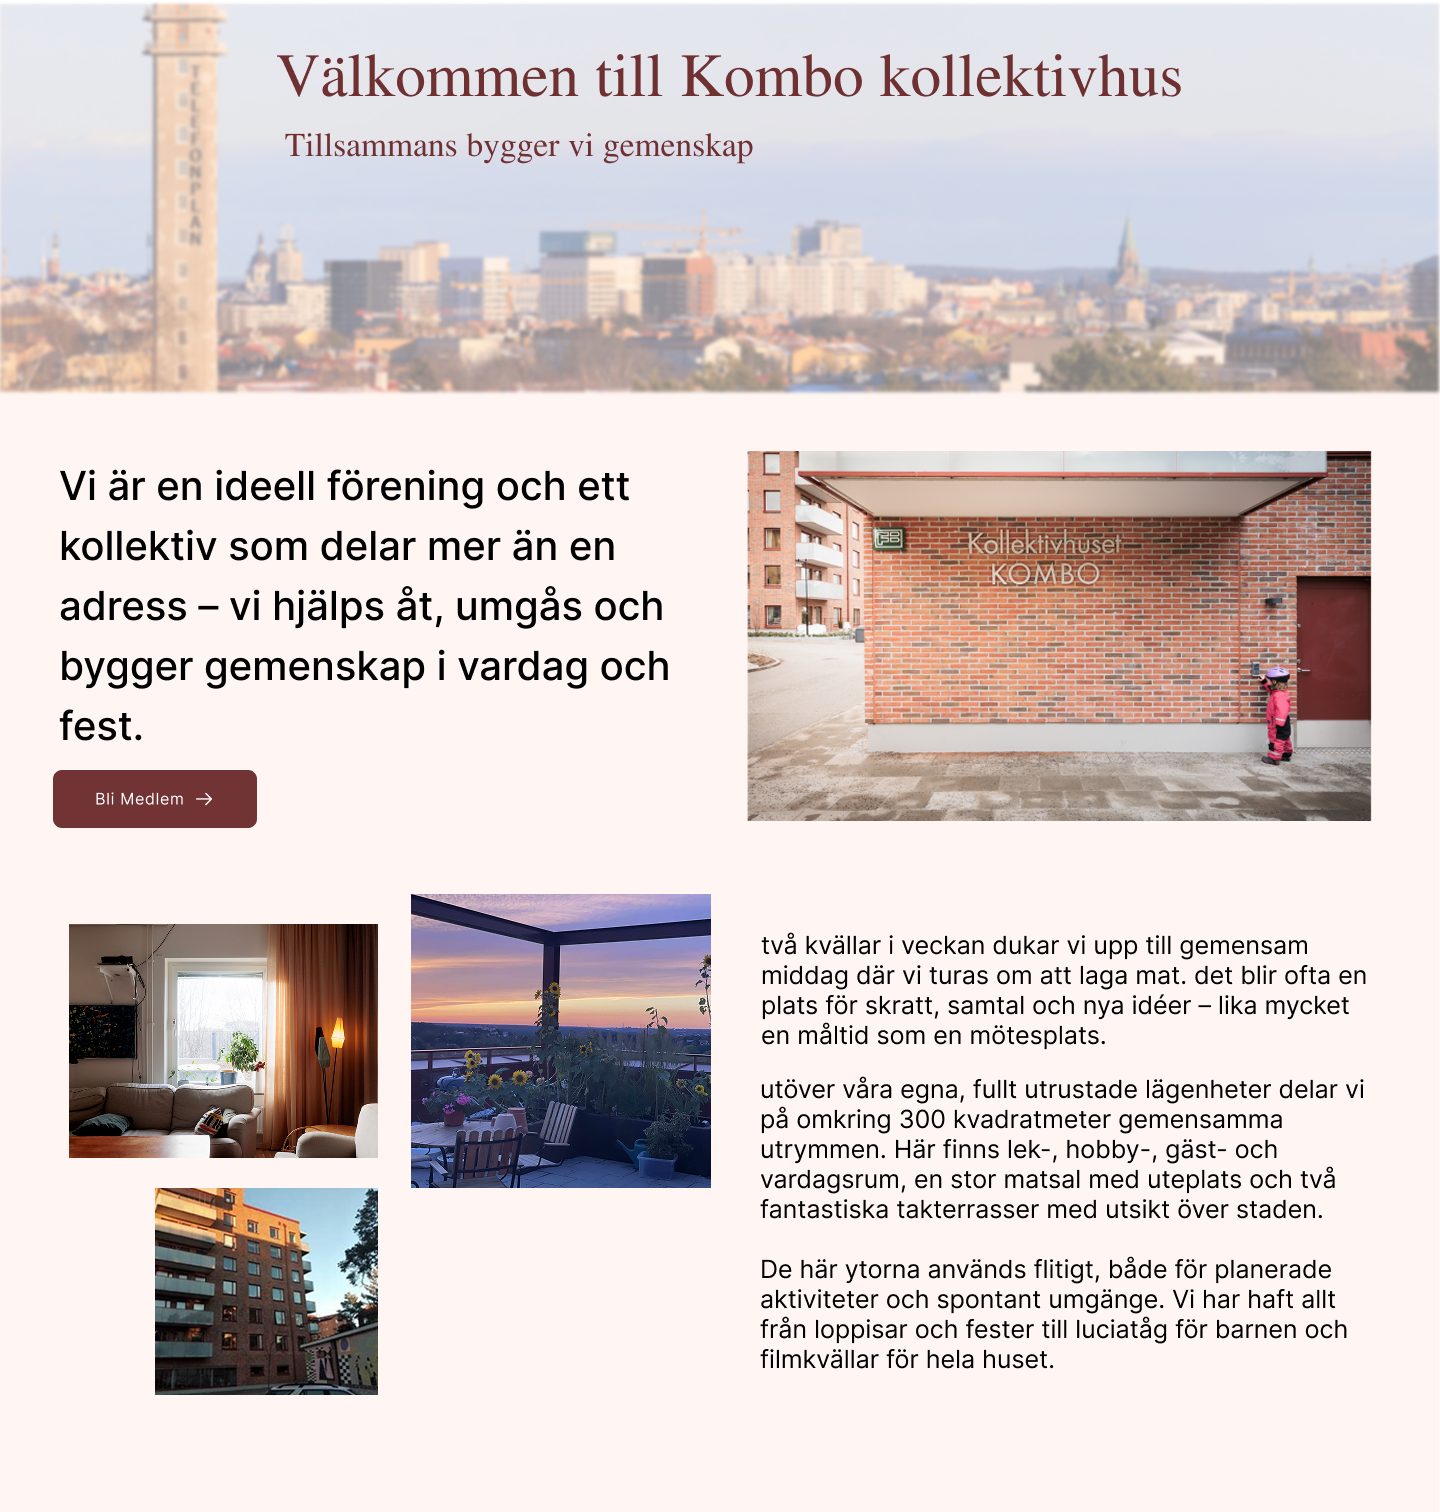 TELEFONPLAN
Välkommen till Kombo kollektivhus
Tillsammans bygger vi gemenskap
Vi är en ideell förening och ett
kollektiv som delar mer än en
adress – vi hjälps åt, umgås och
bygger gemenskap i vardag och
fest.
Bli Medlem →
Kollektivhuset
KOMBO
FB
två kvällar i veckan dukar vi upp till gemensam
middag där vi turas om att laga mat. det blir ofta en
plats för skratt, samtal och nya idéer – lika mycket
en måltid som en mötesplats.
utöver våra egna, fullt utrustade lägenheter delar vi
på omkring 300 kvadratmeter gemensamma
utrymmen. Här finns lek-, hobby-, gäst- och
vardagsrum, en stor matsal med uteplats och två
fantastiska takterrasser med utsikt över staden.
De här ytorna används flitigt, både för planerade
aktiviteter och spontant umgänge. Vi har haft allt
från loppisar och fester till luciatåg för barnen och
filmkvällar för hela huset.